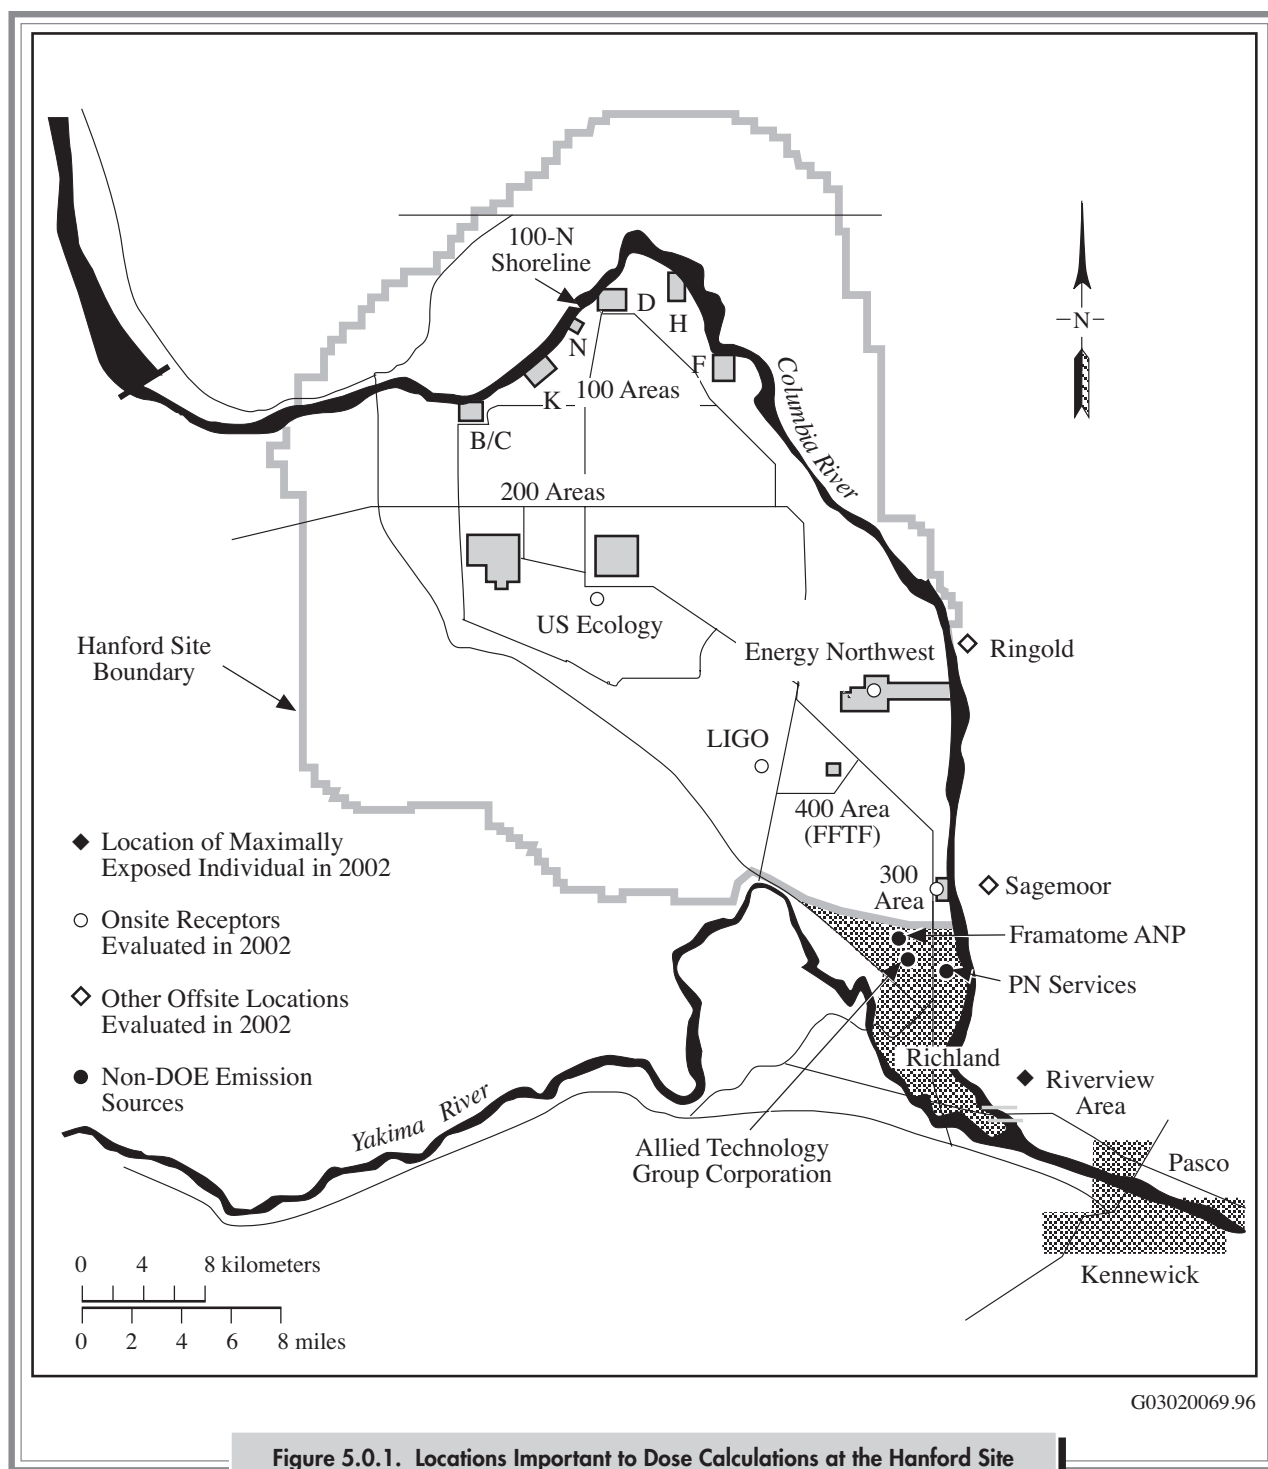 100-N
Shoreline
D
H
N
F
K
100 Areas
B/C
Columbia River
N
200 Areas
US Ecology
Hanford Site
Boundary
Energy Northwest
Ringold
LIGO
400 Area
(FFTF)
300
Area
Sagemoor
Framatome ANP
PN Services
Richland
Riverview
Area
Yakima River
Allied Technology
Group Corporation
Pasco
Kennewick
Location of Maximally
Exposed Individual in 2002
Onsite Receptors
Evaluated in 2002
Other Offsite Locations
Evaluated in 2002
Non-DOE Emission
Sources
0 4 8 kilometers
0 2 4 6 8 miles
G03020069.96
Figure 5.0.1. Locations Important to Dose Calculations at the Hanford Site